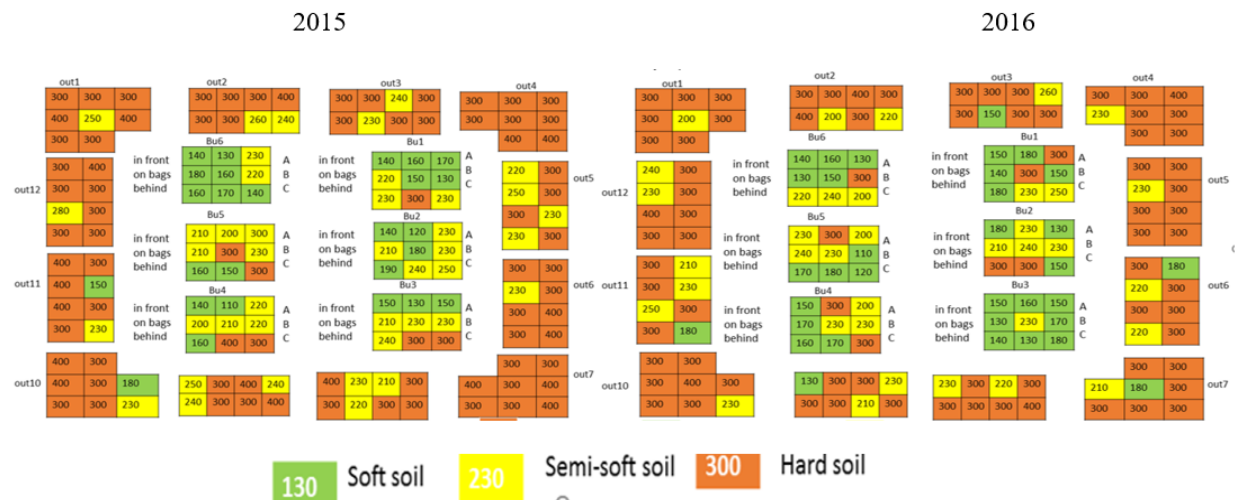 2015
out1
300 300 300
400 250 400
300 300
out2
300 300 300 400
300 300 260 240
out3
300 300 240 300
300 230 300 300
out4
300 300 300
300 300 300
400 400
out12
300 400
300 300
280 300
300 300
Bu6
in front 140 130 230 A
on bags 180 160 220 B
behind 160 170 140 C
Bu1
in front 140 160 170 A
on bags 220 150 130 B
behind 230 300 230 C
out5
220 300
250 300
300 230
230 300
Bu5
in front 210 200 300 A
on bags 210 300 230 B
behind 160 150 300 C
Bu2
in front 140 120 230 A
on bags 210 180 230 B
behind 190 240 250 C
out11
400 300
400 150
400 300
300 230
Bu4
in front 140 110 220 A
on bags 200 210 220 B
behind 160 400 300 C
Bu3
in front 150 130 150 A
on bags 210 230 230 B
behind 240 300 300 C
out6
300 300
230 300
300 400
300 400
out10
400 300
400 300 180
300 300 230
250 300 400 240
240 300 300 400
400 230 210 300
300 220 300 300
out7
300 300
400 300 300
300 300 400
2016
out1
300 300 300
300 200 300
300 300
out2
300 300 400 300
400 200 300 220
out3
300 300 300 260
300 150 300 300
out4
300 300 400
230 300 300
300 300
out12
240 300
230 300
400 300
300 300
Bu6
in front 140 160 130 A
on bags 130 150 300 B
behind 220 240 200 C
Bu1
in front 150 180 300 A
on bags 140 300 150 B
behind 180 230 250 C
out5
300 300
230 300
300 300
300 300
Bu5
in front 230 300 200 A
on bags 240 230 110 B
behind 170 180 120 C
Bu2
in front 180 230 130 A
on bags 210 240 230 B
behind 300 300 150 C
out11
300 210
300 230
250 300
300 180
Bu4
in front 150 300 200 A
on bags 170 230 230 B
behind 160 170 300 C
Bu3
in front 150 160 150 A
on bags 130 230 170 B
behind 140 130 180 C
out6
300 180
220 300
300 300
220 300
out10
300 300
300 400 300
300 300 230
130 300 300 230
300 300 210 300
230 300 220 300
300 300 300 400
out7
300 300
210 180 300
300 300 300
130 Soft soil 230 Semi-soft soil 300 Hard soil